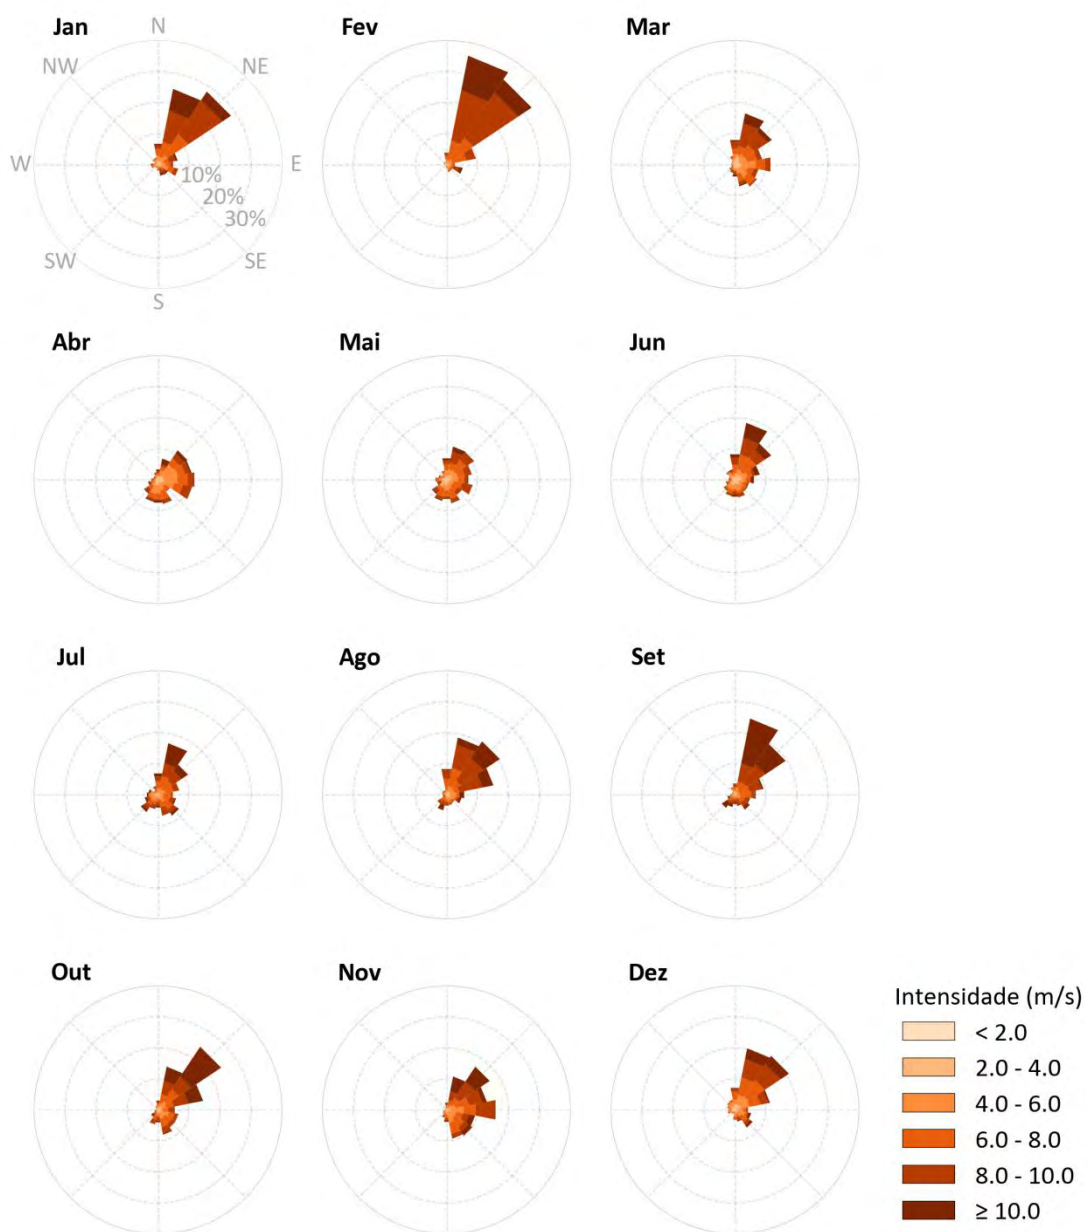 Jan
N
Fev
Mar
NW
NE
W
E
10%
20%
30%
SW
SE
S
Abr
Mai
Jun
Jul
Ago
Set
Out
Nov
Dez
Intensidade (m/s)
< 2.0
2.0 - 4.0
4.0 - 6.0
6.0 - 8.0
8.0 - 10.0
≥ 10.0